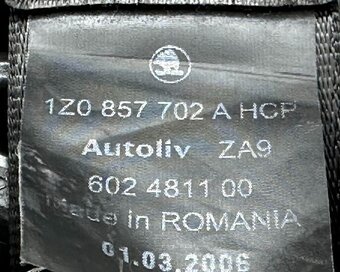 1Z0 857 702 A HCP
Autoliv ZA9
602 4811 00
Made in ROMANIA
01.03.2006